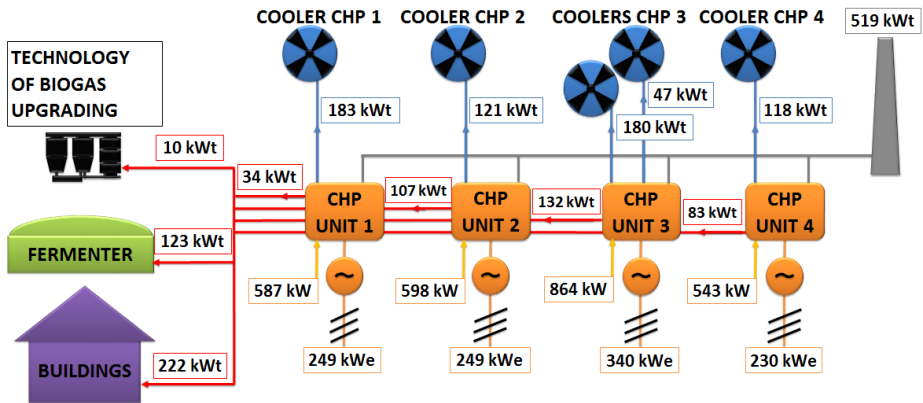 COOLER CHP 1
COOLER CHP 2
COOLERS CHP 3
COOLER CHP 4
519 kWt
TECHNOLOGY
OF BIOGAS
UPGRADING
183 kWt
121 kWt
47 kWt
180 kWt
118 kWt
10 kWt
34 kWt
107 kWt
132 kWt
83 kWt
CHP
UNIT 1
CHP
UNIT 2
CHP
UNIT 3
CHP
UNIT 4
FERMENTER
123 kWt
587 kW
598 kW
864 kW
543 kW
~
~
~
~
BUILDINGS
222 kWt
249 kWe
249 kWe
340 kWe
230 kWe